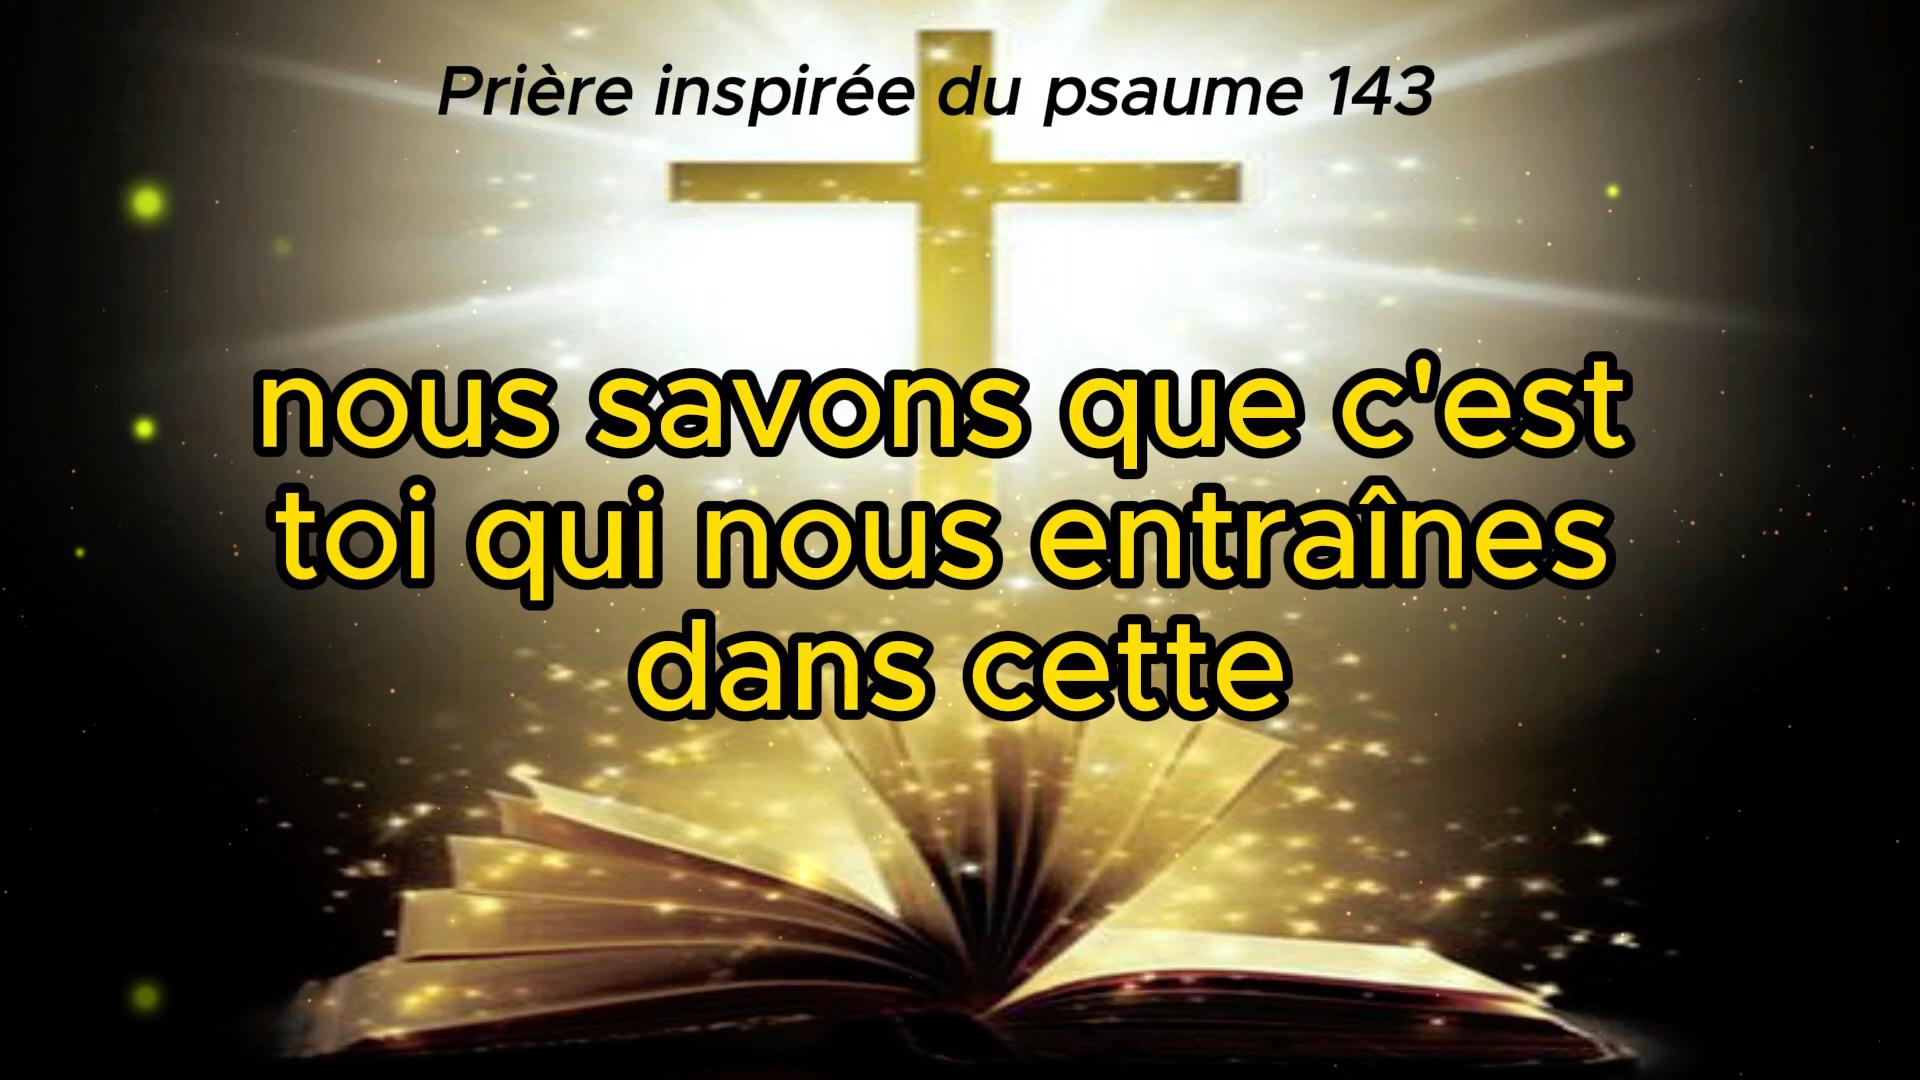 Prière inspirée du psaume 143
nous savons que c'est
toi qui nous entraînes
dans cette